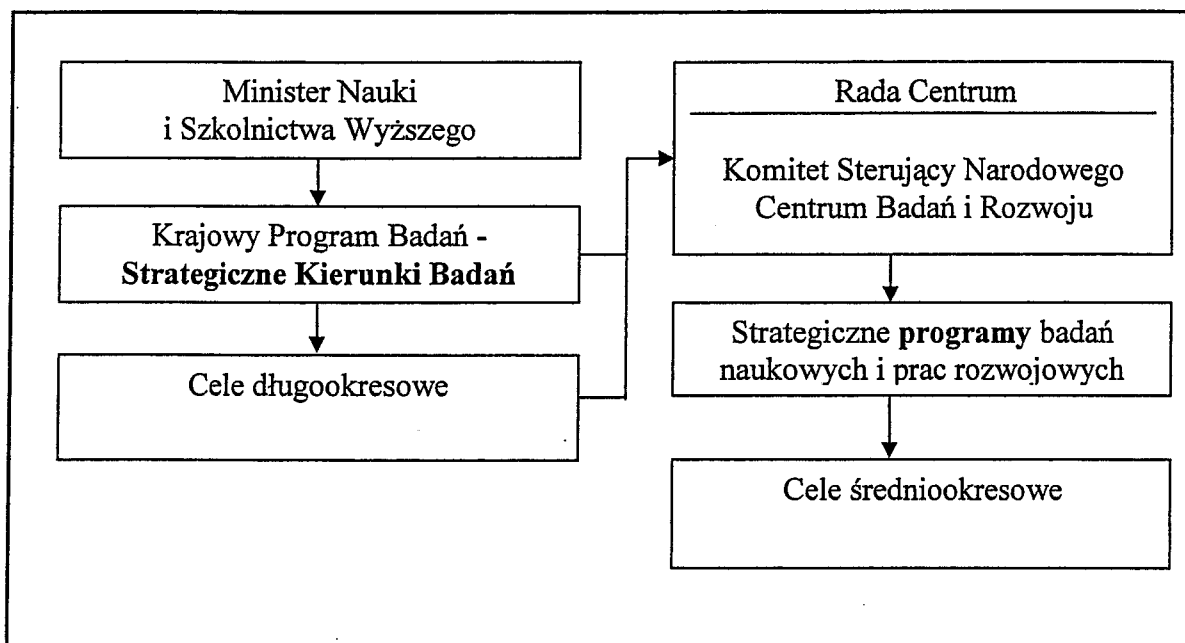 Minister Nauki
i Szkolnictwa Wyższego
Krajowy Program Badań -
Strategiczne Kierunki Badań
Cele długookresowe
Rada Centrum
Komitet Sterujący Narodowego
Centrum Badań i Rozwoju
Strategiczne programy badań
naukowych i prac rozwojowych
Cele średniookresowe